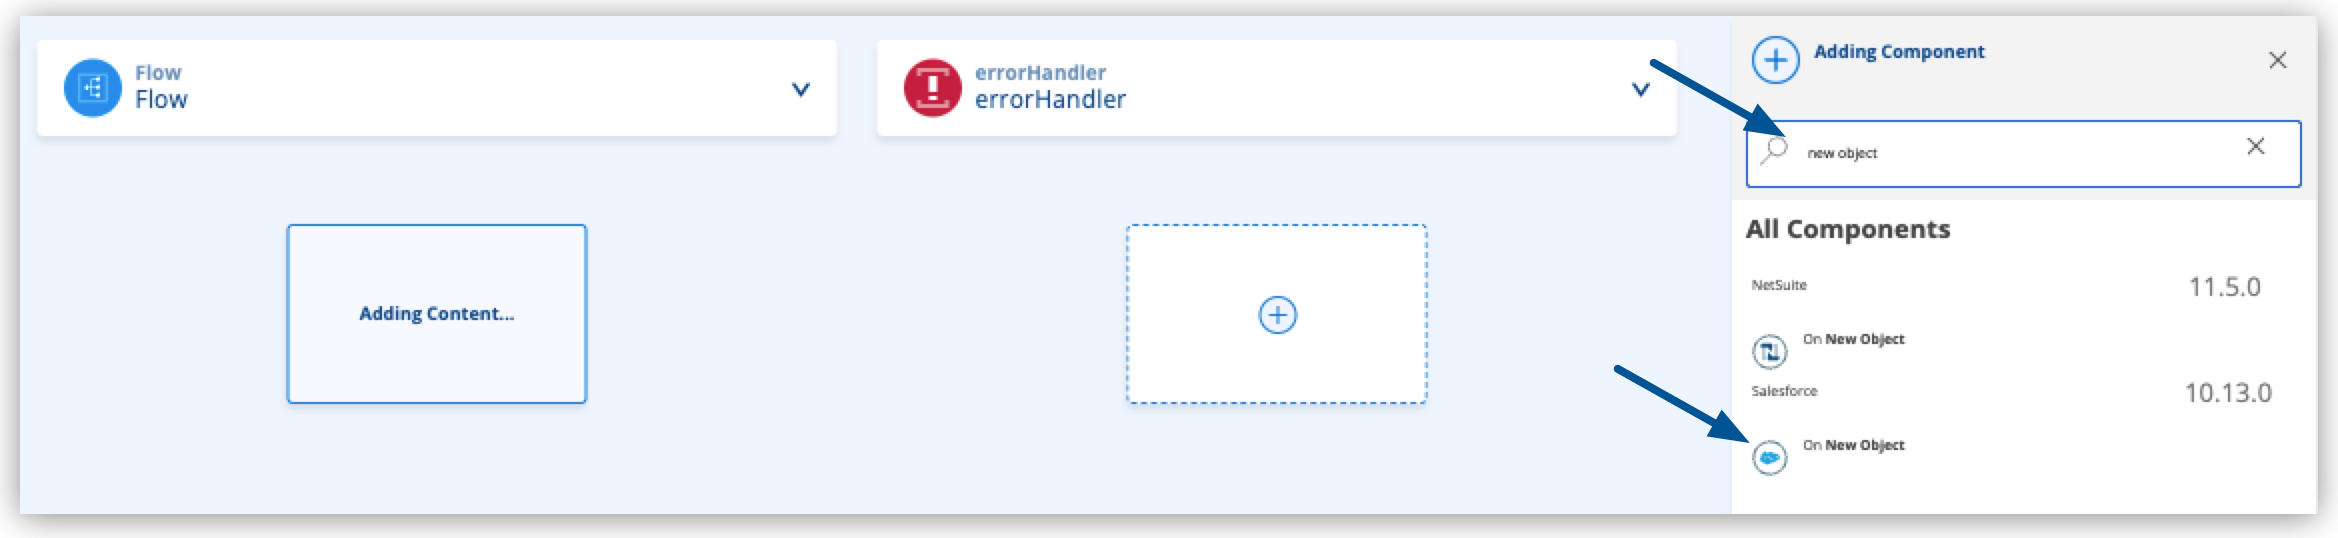 Flow
Flow
errorHandler
errorHandler
Adding Content...
Adding Component
new object
All Components
NetSuite 11.5.0
On New Object
Salesforce 10.13.0
On New Object